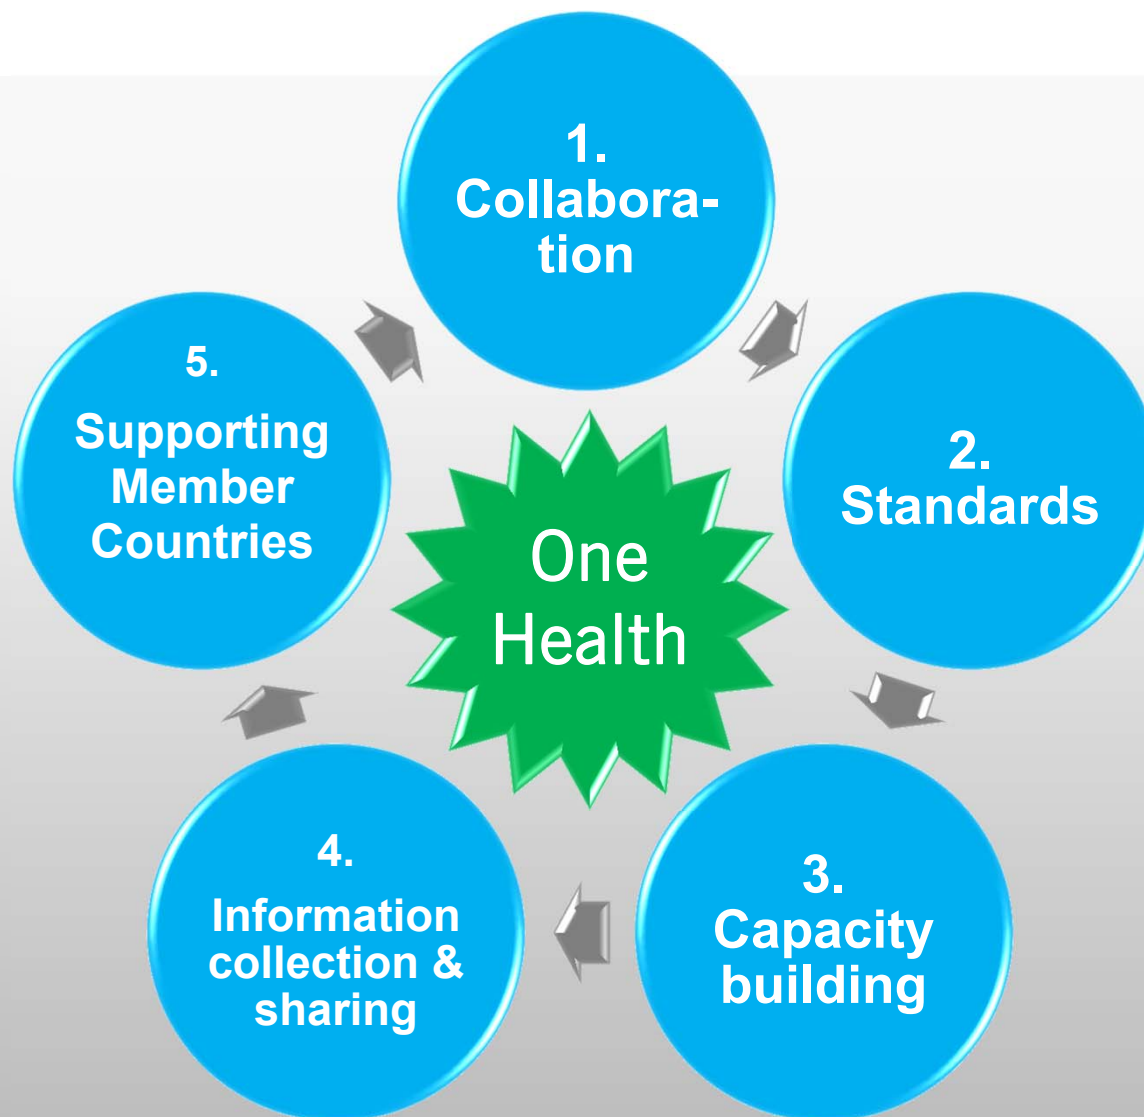 1.
Collabora-
tion
2.
Standards
3.
Capacity
building
4.
Information
collection &
sharing
5.
Supporting
Member
Countries
One
Health